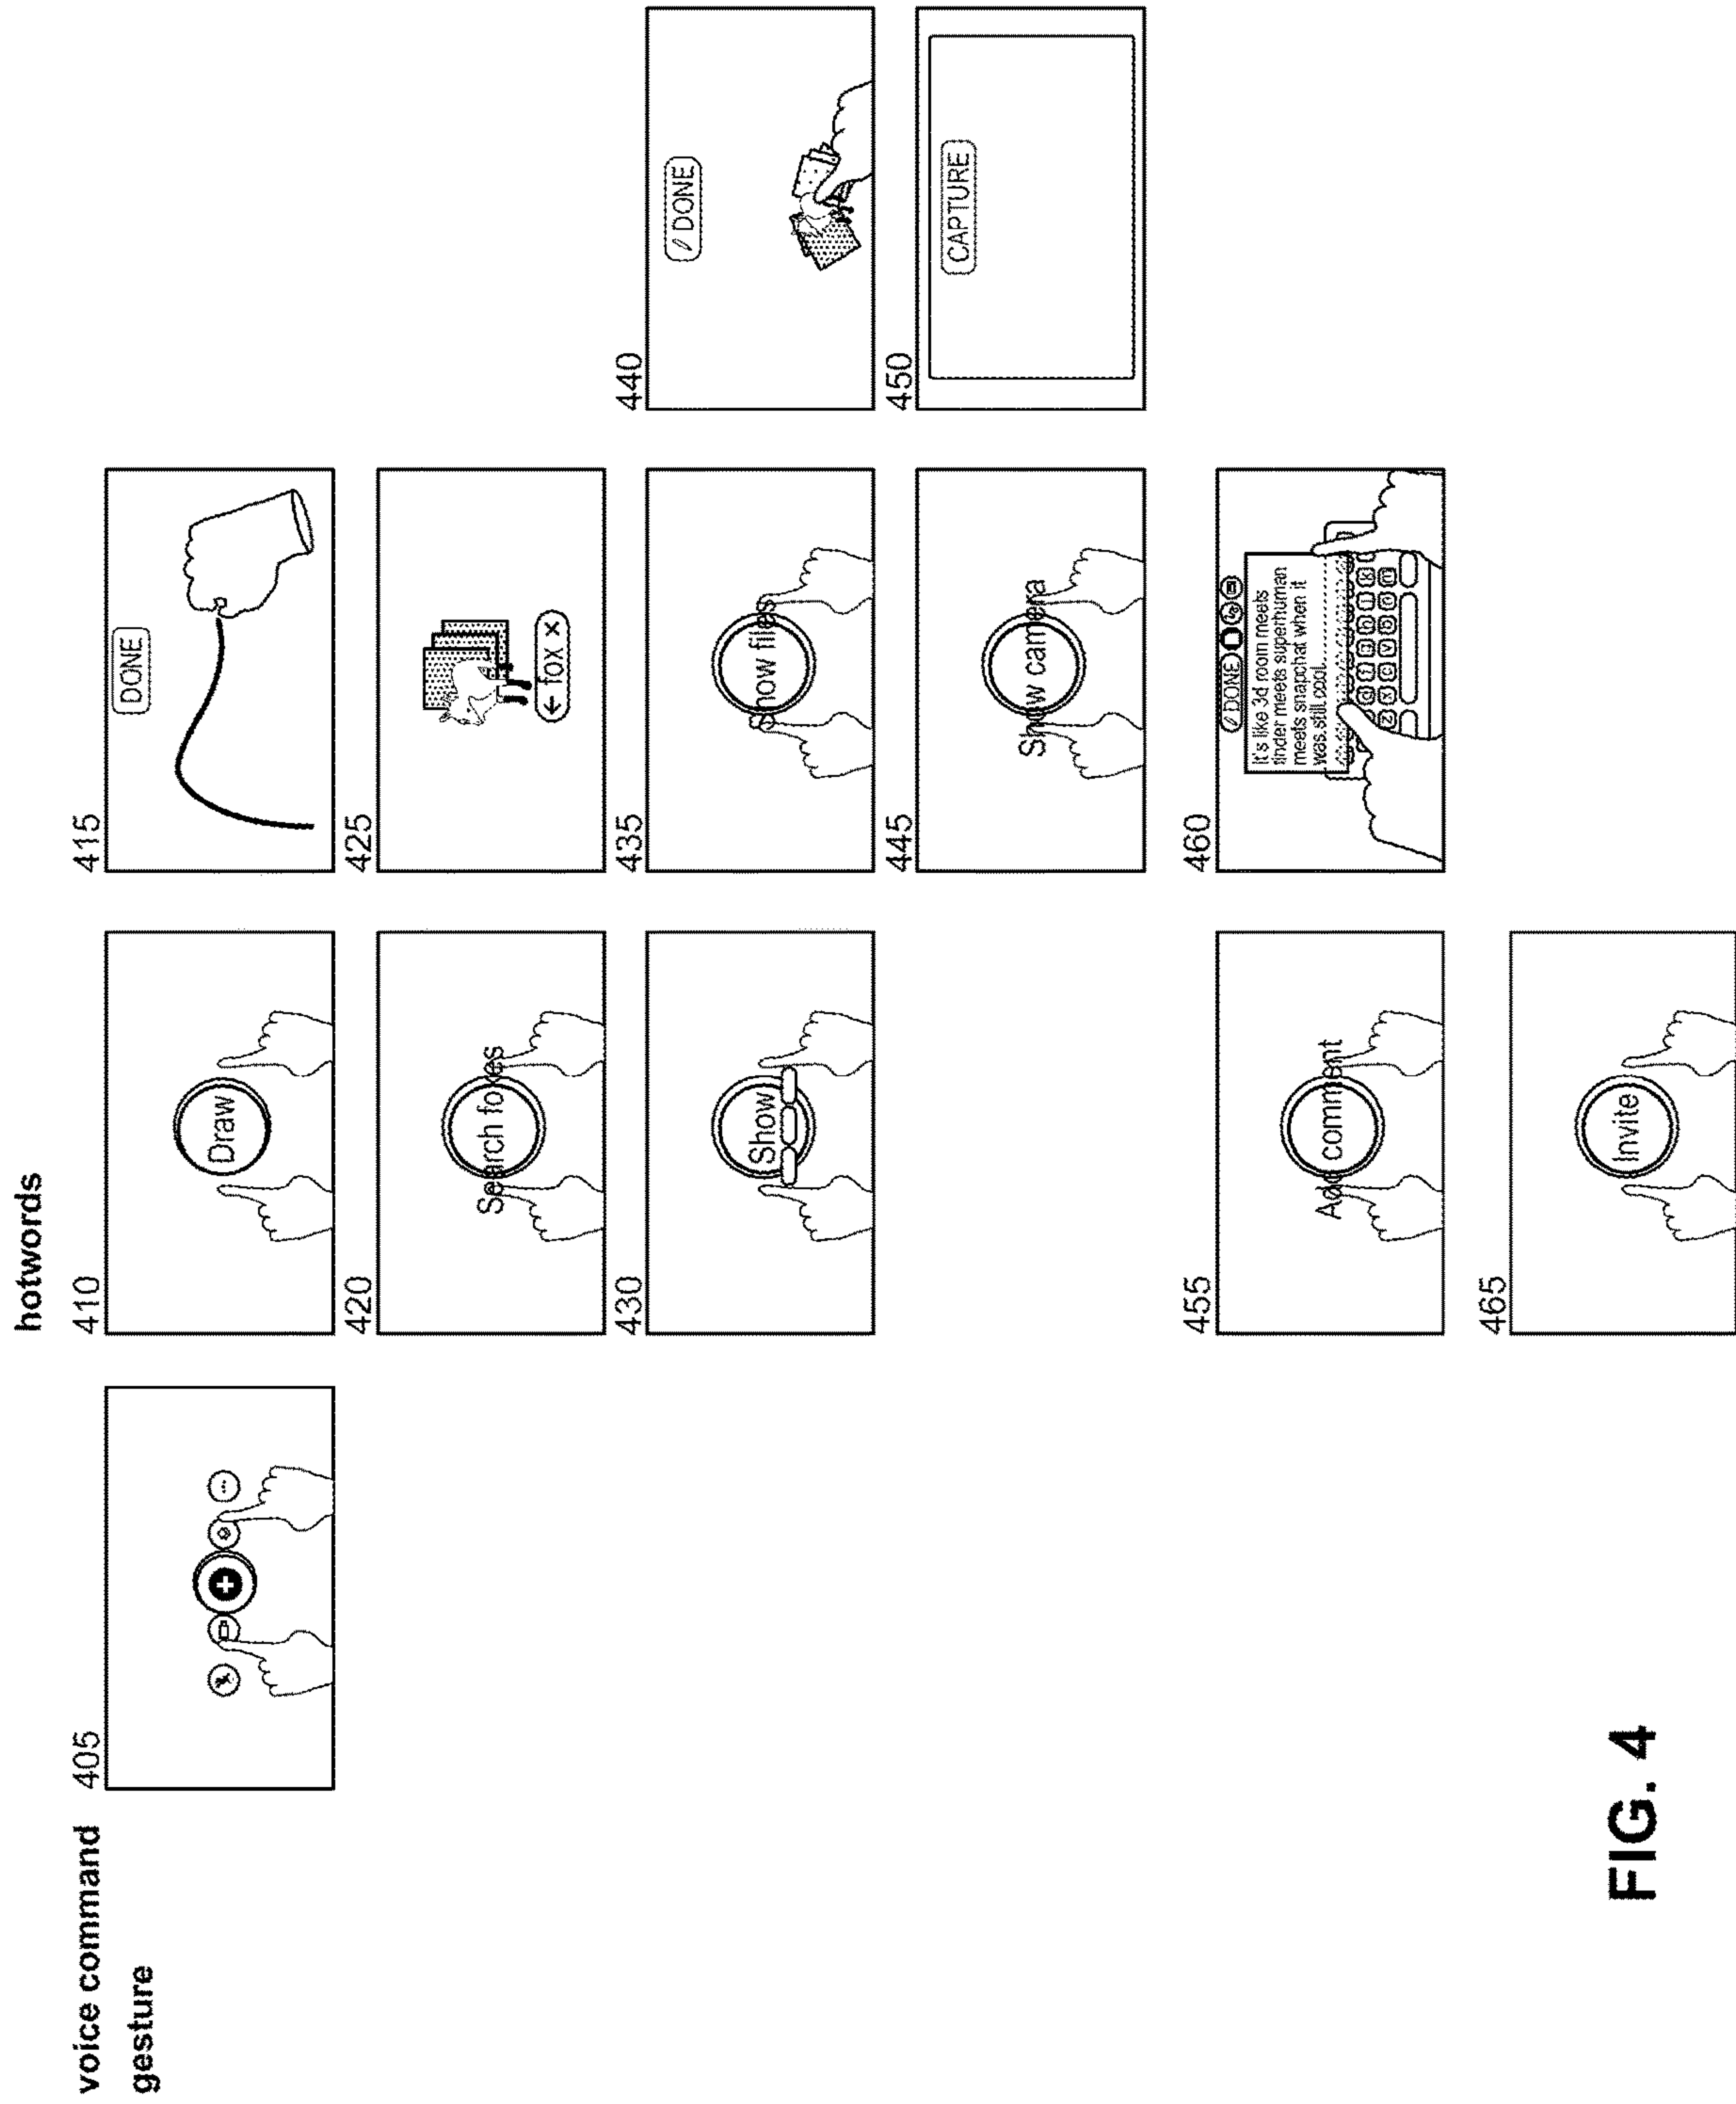 hotwords
voice command
gesture
405
410
Draw
415
DONE
420
Search foxes
425
← fox ×
430
Show
435
Show files
440
DONE
445
Show camera
450
CAPTURE
455
Add comment
460
DONE
It's like 3d room meets
tinder meets superhuman
meets snapchat when it
was still cool.
465
Invite
FIG. 4